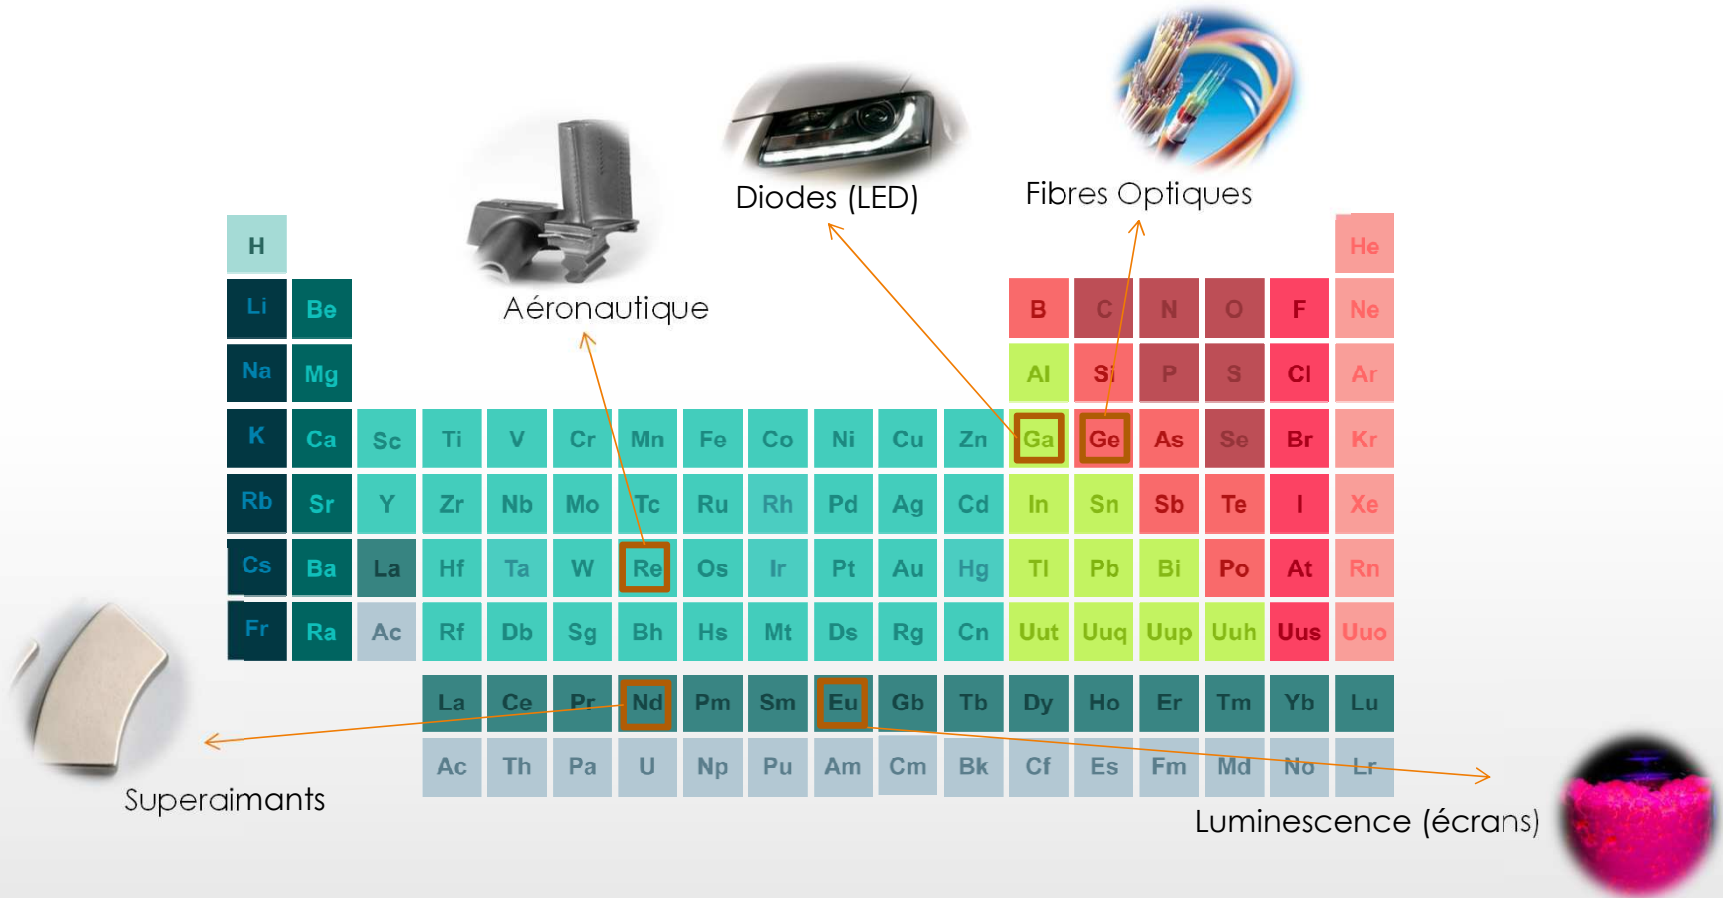 Diodes (LED)
Fibres Optiques
Aéronautique
H He
Li Be B C N O F Ne
Na Mg Al Si P S Cl Ar
K Ca Sc Ti V Cr Mn Fe Co Ni Cu Zn Ga Ge As Se Br Kr
Rb Sr Y Zr Nb Mo Tc Ru Rh Pd Ag Cd In Sn Sb Te I Xe
Cs Ba La Hf Ta W Re Os Ir Pt Au Hg Tl Pb Bi Po At Rn
Fr Ra Ac Rf Db Sg Bh Hs Mt Ds Rg Cn Uut Uuq Uup Uuh Uus Uuo
La Ce Pr Nd Pm Sm Eu Gb Tb Dy Ho Er Tm Yb Lu
Ac Th Pa U Np Pu Am Cm Bk Cf Es Fm Md No Lr
Superaimants
Luminescence (écrans)